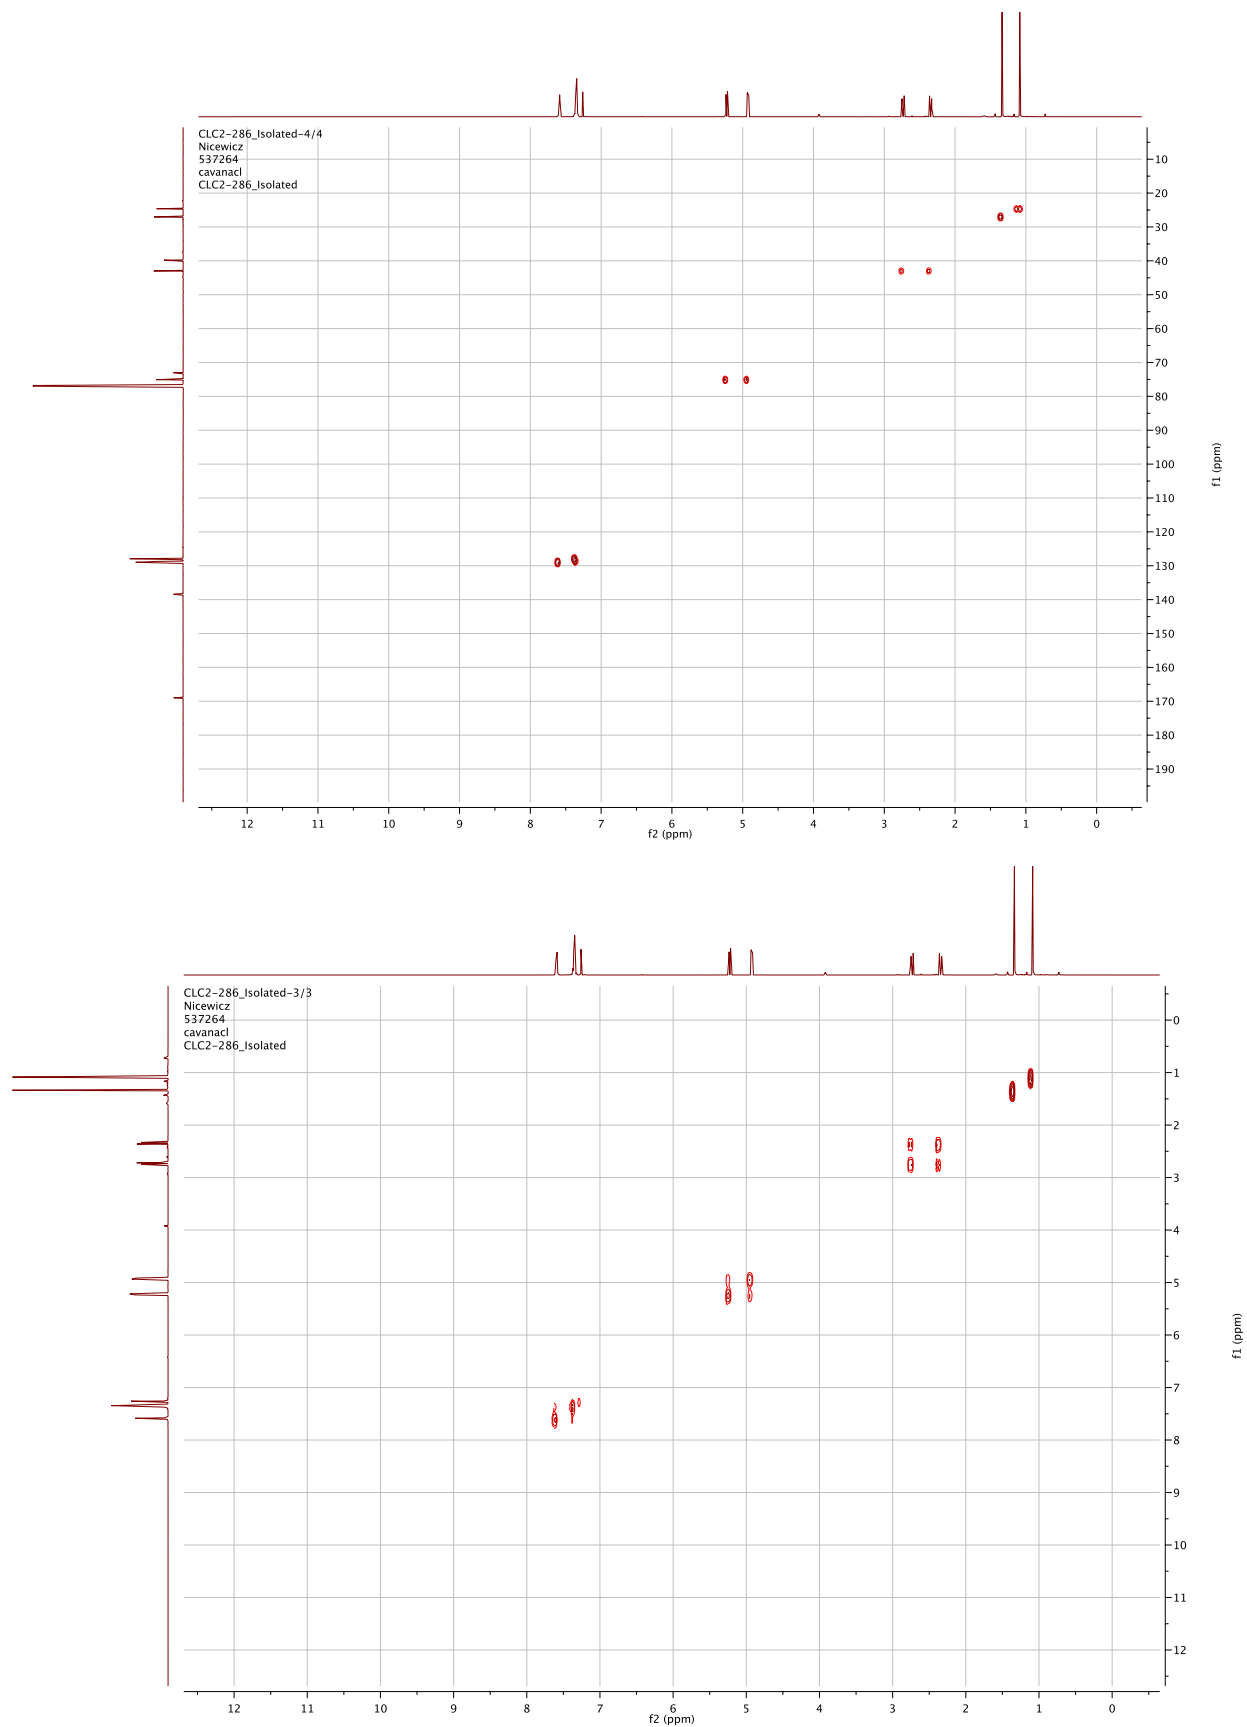 CLC2-286_Isolated-4/4
Nicewicz
537264
cavanacl
CLC2-286_Isolated
10
20
30
40
50
60
70
80
90
100
110
120
130
140
150
160
170
180
190
f1 (ppm)
12 11 10 9 8 7 6 5 4 3 2 1 0
f2 (ppm)
CLC2-286_Isolated-3/3
Nicewicz
537264
cavanacl
CLC2-286_Isolated
0
1
2
3
4
5
6
7
8
9
10
11
12
f1 (ppm)
12 11 10 9 8 7 6 5 4 3 2 1 0
f2 (ppm)